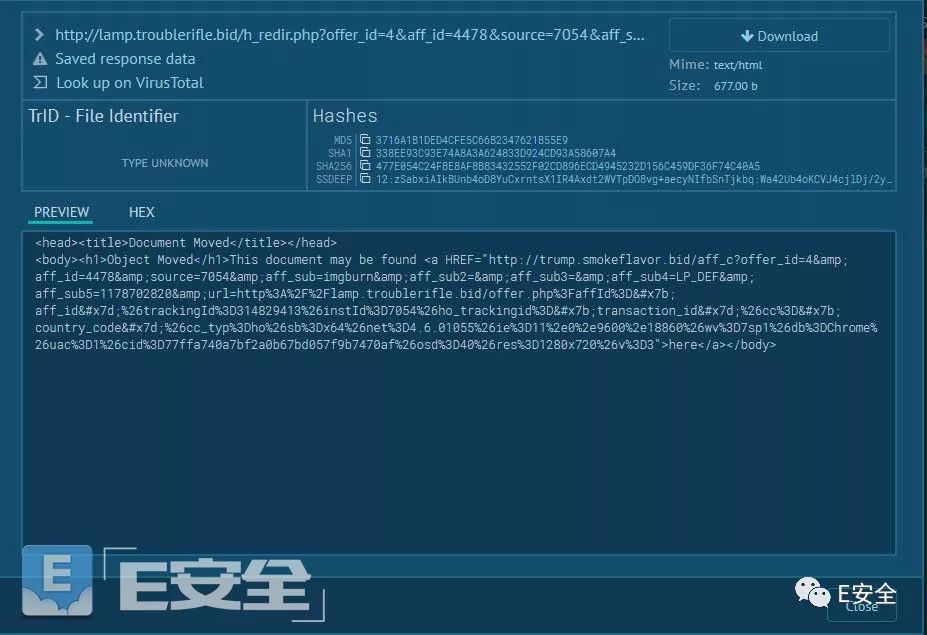 http://lamp.troublerifle.bid/h_redir.php?offer_id=4&aff_id=4478&source=7054&aff_s...
Download
Saved response data
Mime: text/html
Look up on VirusTotal
Size: 677.00 b
TrID - File Identifier
TYPE UNKNOWN
Hashes
MD5 3716A1B1DED4CFE5C66B2347621B55E9
SHA1 338EE93C93E74A8A3A624833D924CD93A58607A4
SHA256 477E054C24FBE8AF8B83432552F02CD896ECD4945232D156C459DF36F74C40A5
SSDEEP 12:zSabxiAIkBUnb4oD8YuCxrntsX1IR4Axdt2WVTpDO8vg+aecyNIfbSnTjkbq:Wa42Ub4oKCVJ4cjlDj/2y...
PREVIEW HEX
<head><title>Document Moved</title></head>
<body><h1>Object Moved</h1>This document may be found <a HREF="http://trump.smokeflavor.bid/aff_c?offer_id=4&amp;
aff_id=4478&amp;source=7054&amp;aff_sub=imgburn&amp;aff_sub2=&amp;aff_sub3=&amp;aff_sub4=LP_DEF&amp;
aff_sub5=1178702820&amp;url=http%3A%2F%2Flamp.troublerifle.bid/offer.php%3FaffId%3D&#x7b;
aff_id&#x7d;%26trackingId%3D314829413%26instId%3D7054%26ho_trackingid%3D&#x7b;transaction_id&#x7d;%26cc%3D&#x7b;
country_code&#x7d;%26cc_typ%3Dho%26sb%3Dx64%26net%3D4.6.01055%26ie%3D11%2e0%2e9600%2e18860%26wv%3D7sp1%26db%3DChrome%
26uac%3D1%26cid%3D77ffa740a7bf2a0b67bd057f9b7470af%26osd%3D40%26res%3D1280x720%26v%3D3">here</a></body>
E
E安全
E安全
Close